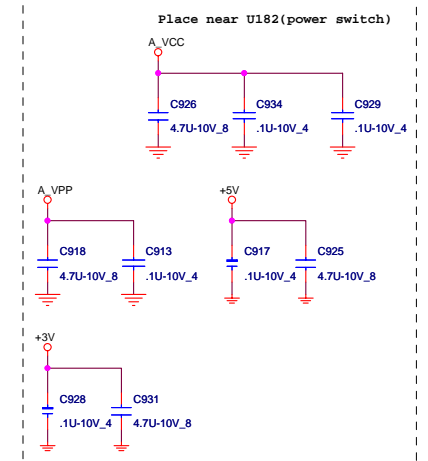 Place near U182(power switch)
A_VCC
C926
4.7U-10V_8
C934
.1U-10V_4
C929
.1U-10V_4
A_VPP
C918
4.7U-10V_8
C913
.1U-10V_4
+5V
C917
.1U-10V_4
C925
4.7U-10V_8
+3V
C928
.1U-10V_4
C931
4.7U-10V_8